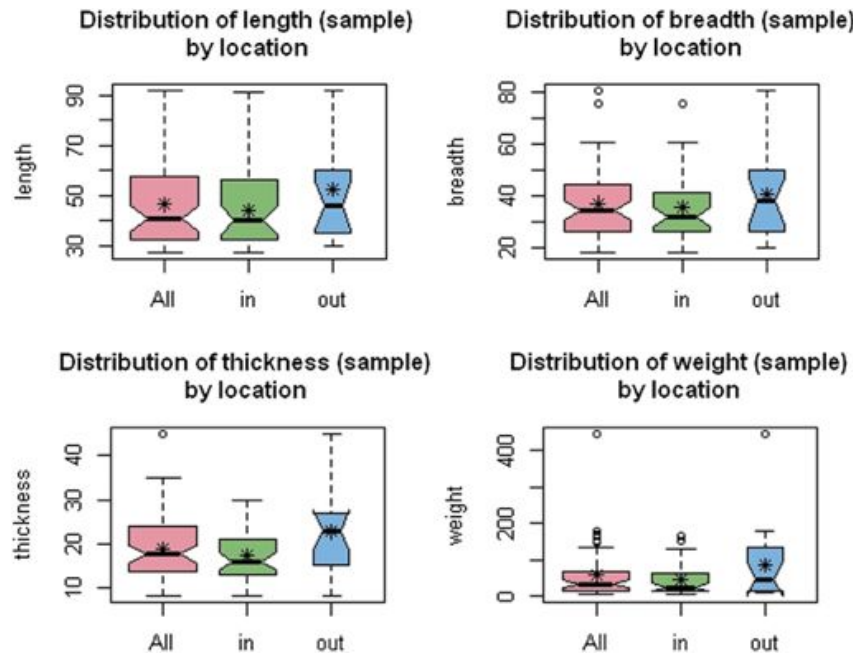 Distribution of length (sample)
by location
length
30
50
70
90
All
in
out
Distribution of breadth (sample)
by location
breadth
20
40
60
80
All
in
out
Distribution of thickness (sample)
by location
thickness
10
20
30
40
All
in
out
Distribution of weight (sample)
by location
weight
0
200
400
All
in
out